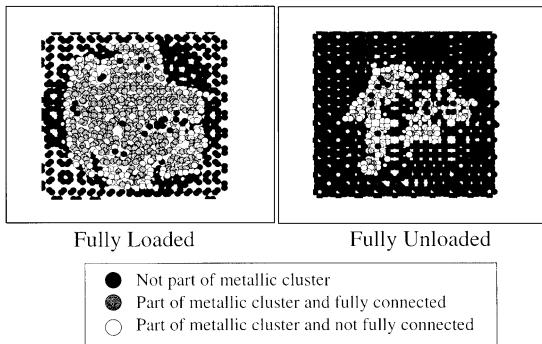 Fully Loaded
Fully Unloaded
Not part of metallic cluster
Part of metallic cluster and fully connected
Part of metallic cluster and not fully connected